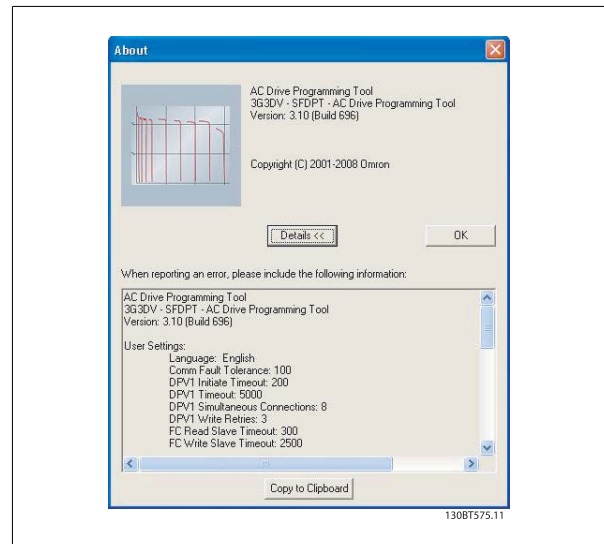 About
AC Drive Programming Tool
3G3DV - SFDPT - AC Drive Programming Tool
Version: 3.10 (Build 696)
Copyright (C) 2001-2008 Omron
Details <<
OK
When reporting an error, please include the following information:
AC Drive Programming Tool
3G3DV - SFDPT - AC Drive Programming Tool
Version: 3.10 (Build 696)
User Settings:
Language: English
Comm Fault Tolerance: 100
DPV1 Initiate Timeout: 200
DPV1 Timeout: 5000
DPV1 Simultaneous Connections: 8
DPV1 Write Retries: 3
FC Read Slave Timeout: 300
FC Write Slave Timeout: 2500
Copy to Clipboard
130BT575.11